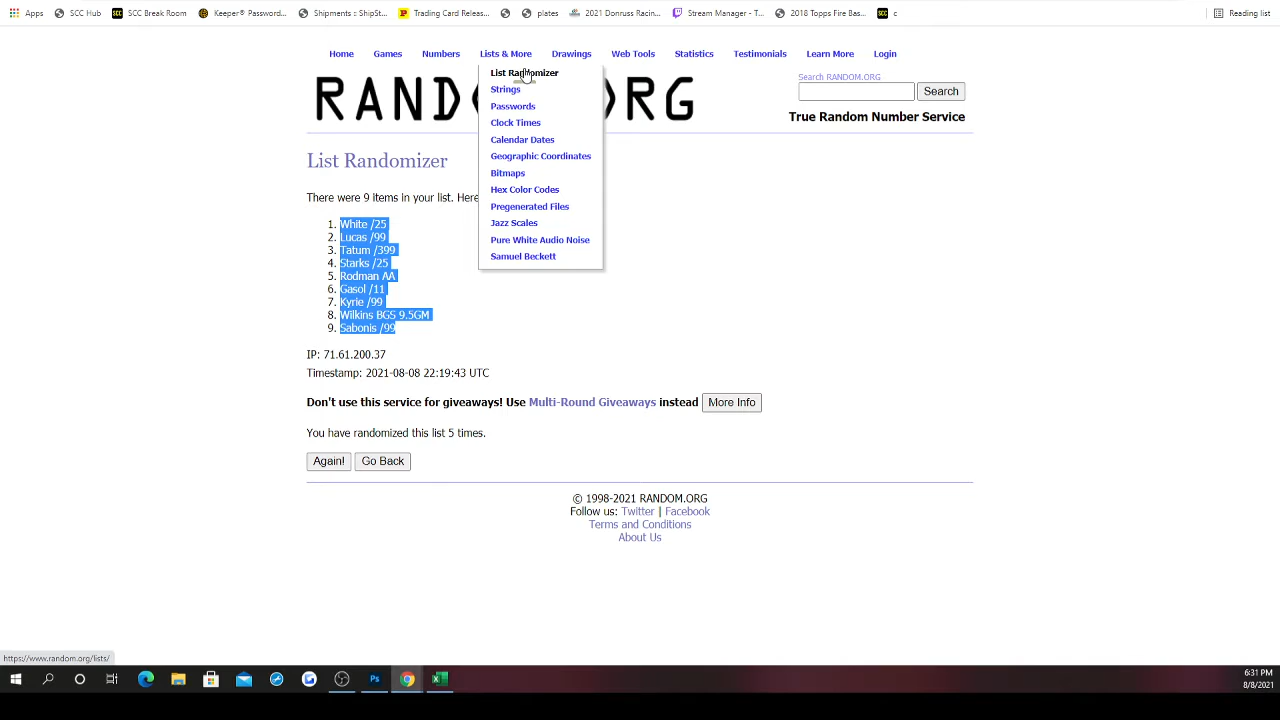 Apps SCC Hub SCC Break Room Keeper® Password... Shipments :: ShipSt... Trading Card Releas... plates 2021 Donruss Racin... Stream Manager - T... 2018 Topps Fire Bas... c Reading list
Home Games Numbers Lists & More Drawings Web Tools Statistics Testimonials Learn More Login
List Randomizer
Strings
Passwords
Clock Times
Calendar Dates
Geographic Coordinates
Bitmaps
Hex Color Codes
Pregenerated Files
Jazz Scales
Pure White Audio Noise
Samuel Beckett
Search RANDOM.ORG
Search
True Random Number Service
List Randomizer
There were 9 items in your list. Here
1. White /25
2. Lucas /99
3. Tatum /399
4. Starks /25
5. Rodman AA
6. Gasol /11
7. Kyrie /99
8. Wilkins BGS 9.5GM
9. Sabonis /99
IP: 71.61.200.37
Timestamp: 2021-08-08 22:19:43 UTC
Don't use this service for giveaways! Use Multi-Round Giveaways instead More Info
You have randomized this list 5 times.
Again! Go Back
© 1998-2021 RANDOM.ORG
Follow us: Twitter | Facebook
Terms and Conditions
About Us
https://www.random.org/lists/
6:31 PM
8/8/2021